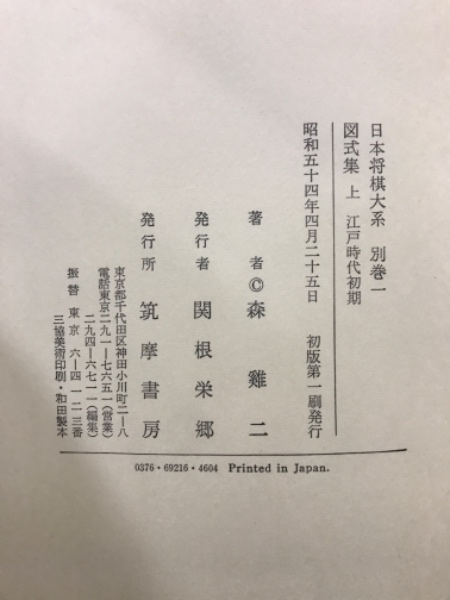 日本将棋大系 別巻一
図式集 上 江戸時代初期
昭和五十四年四月二十五日 初版第一刷発行
著者©森雞二
発行者 関根栄郷
発行所 筑摩書房
東京都千代田区神田小川町二ー八
電話東京二九一ー七六五一(営業)
二九四ー六七一一(編集)
振替 東京 六ー四一二三番
三協美術印刷・和田製本
0376・69216・4604 Printed in Japan.